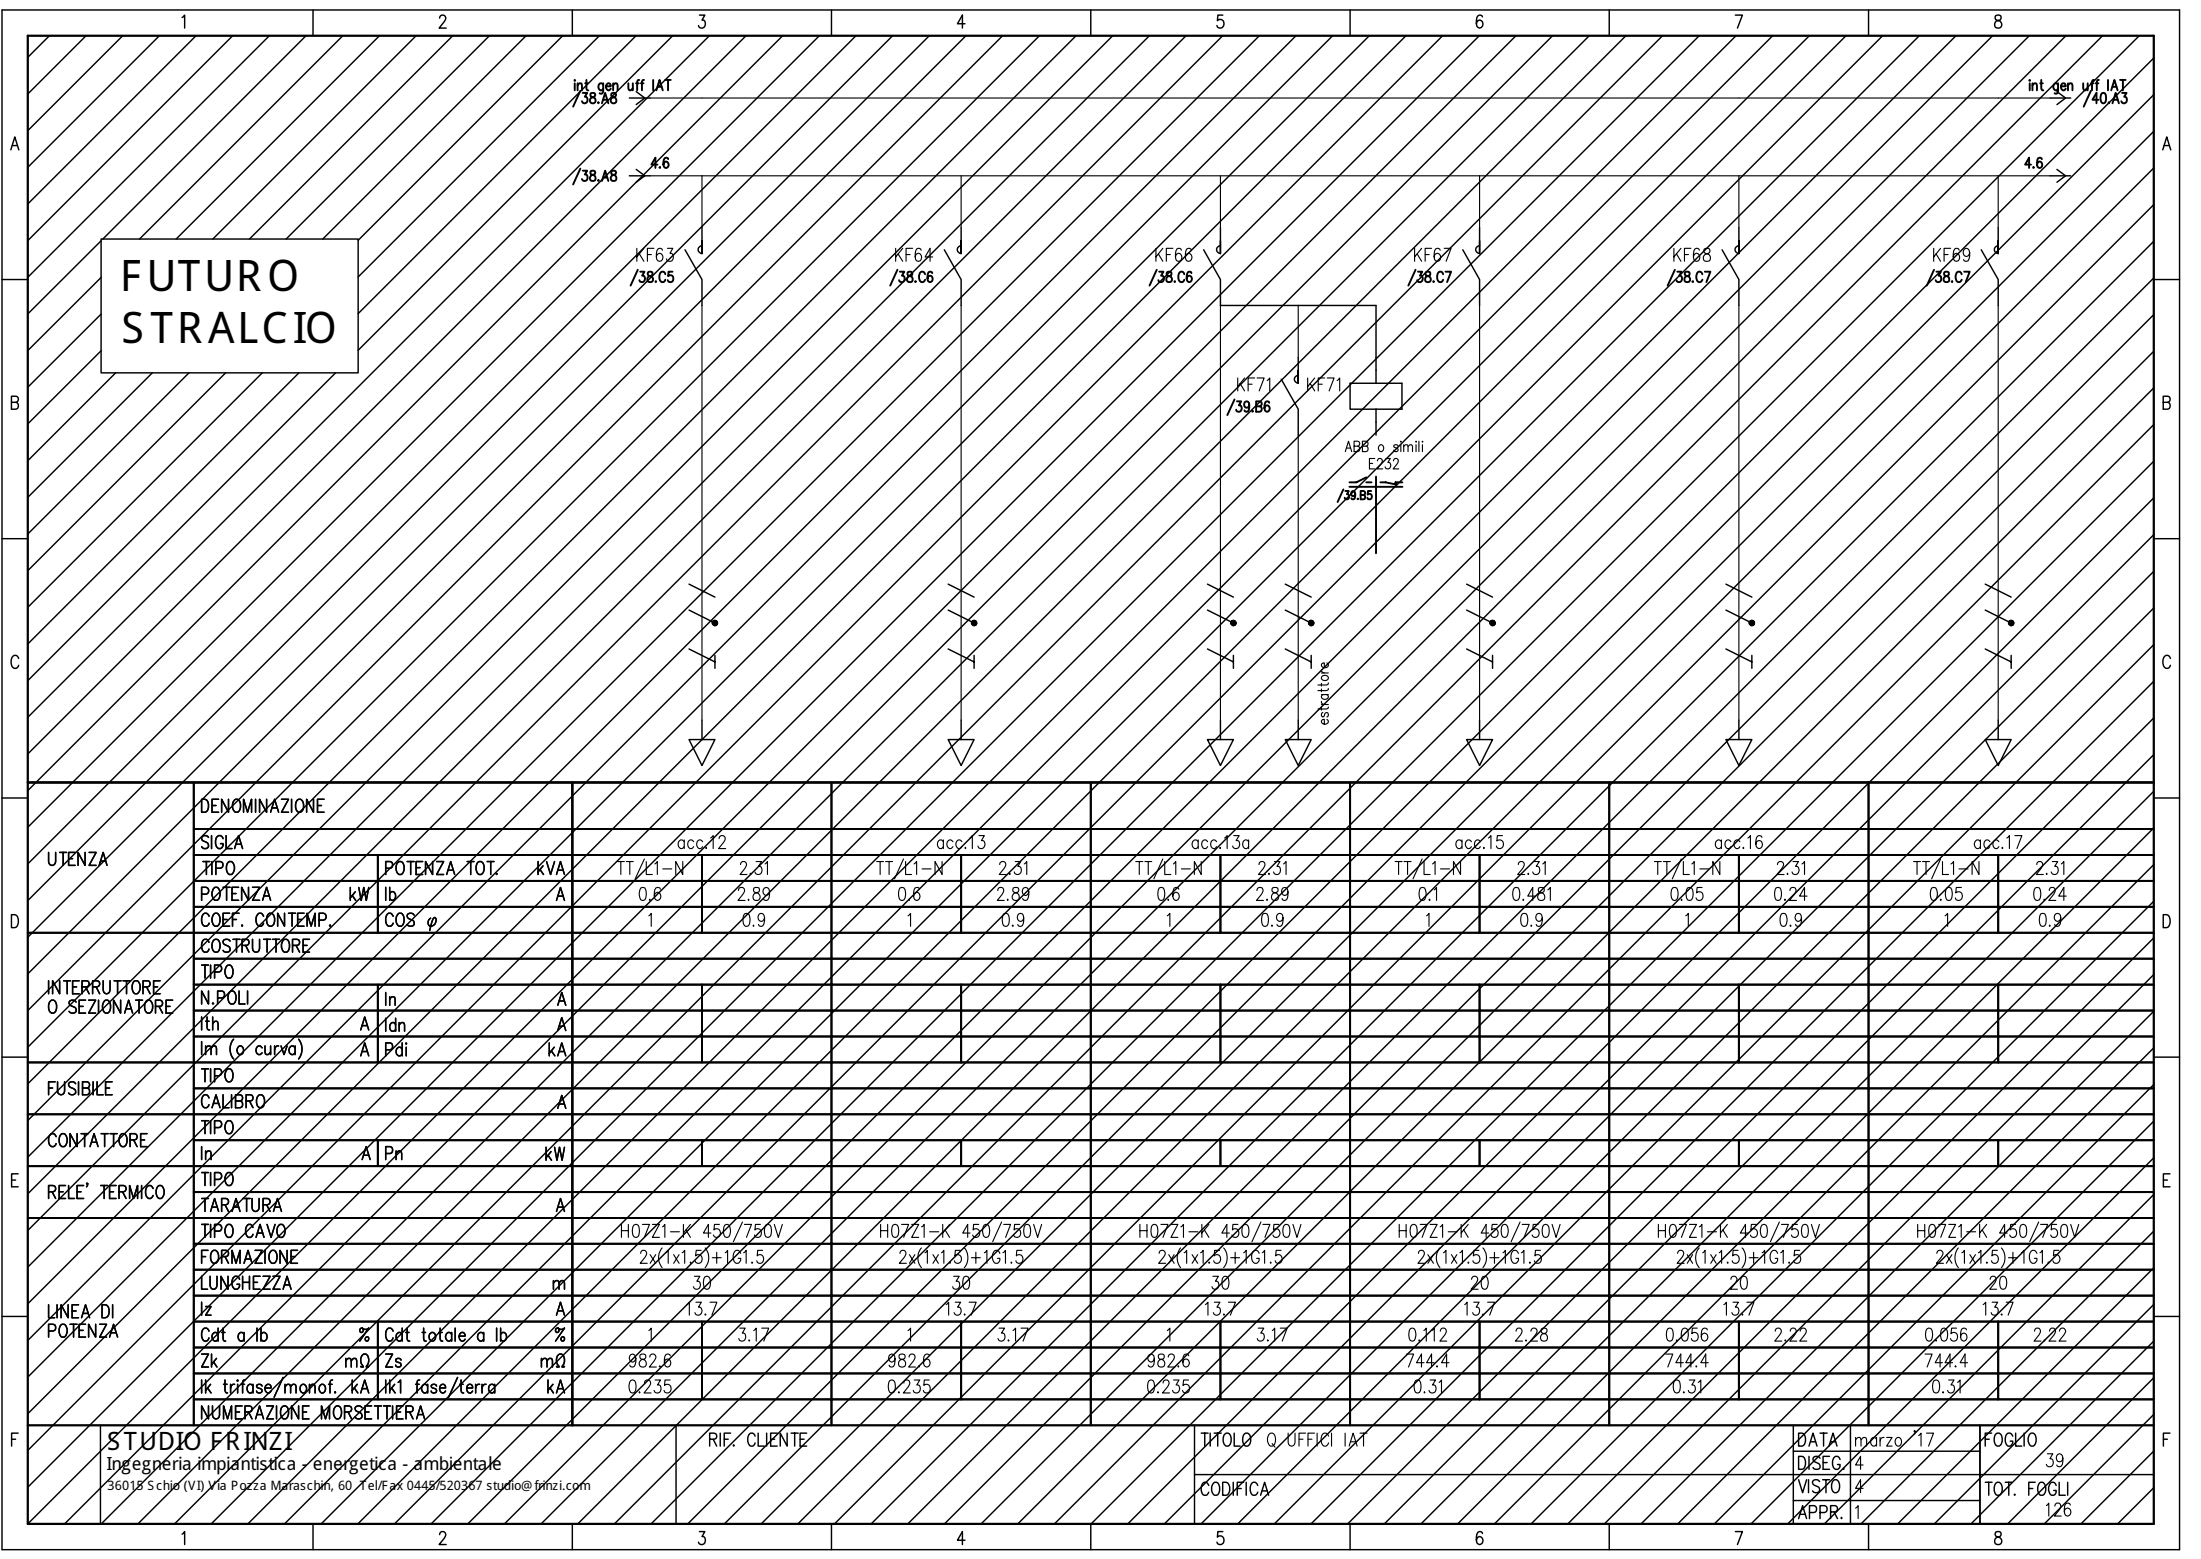 1 2 3 4 5 6 7 8
int gen uff IAT
/38.A8
int gen uff IAT
/40.A3
A A
4.6
/38.A8
4.6
FUTURO
STRALCIO
KF63 KF64 KF66 KF67 KF68 KF69
/38.C5 /38.C6 /38.C6 /38.C7 /38.C7 /38.C7
B B
KF71 KF71
/39.B6
ABB o simili
E232
/39.B5
C C
estrattore
UTENZA
DENOMINAZIONE
SIGLA acc.12 acc.13 acc.13a acc.15 acc.16 acc.17
TIPO POTENZA TOT. kVA TT/L1-N 2.31 TT/L1-N 2.31 TT/L1-N 2.31 TT/L1-N 2.31 TT/L1-N 2.31 TT/L1-N 2.31
POTENZA kW Ib A 0.6 2.89 0.6 2.89 0.6 2.89 0.1 0.481 0.05 0.24 0.05 0.24
COEF. CONTEMP. COS φ 1 0.9 1 0.9 1 0.9 1 0.9 1 0.9 1 0.9
D D
INTERRUTTORE
O SEZIONATORE
COSTRUTTORE
TIPO
N.POLI In A
Ith A Idn A
Im (o curva) A Pdi kA
FUSIBILE
TIPO
CALIBRO A
CONTATTORE
TIPO
In A Pn kW
E E
RELE' TERMICO
TIPO
TARATURA A
LINEA DI
POTENZA
TIPO CAVO H07Z1-K 450/750V H07Z1-K 450/750V H07Z1-K 450/750V H07Z1-K 450/750V H07Z1-K 450/750V H07Z1-K 450/750V
FORMAZIONE 2x(1x1.5)+1G1.5 2x(1x1.5)+1G1.5 2x(1x1.5)+1G1.5 2x(1x1.5)+1G1.5 2x(1x1.5)+1G1.5 2x(1x1.5)+1G1.5
LUNGHEZZA m 30 30 30 20 20 20
Iz A 13.7 13.7 13.7 13.7 13.7 13.7
Cdt a Ib % Cdt totale a Ib % 1 3.17 1 3.17 1 3.17 0.112 2.28 0.056 2.22 0.056 2.22
Zk mΩ Zs mΩ 982.6 982.6 982.6 744.4 744.4 744.4
Ik trifase/monof. kA Ik1 fase/terra kA 0.235 0.235 0.235 0.31 0.31 0.31
NUMERAZIONE MORSETTIERA
F F
STUDIO FRINZI
Ingegneria impiantistica - energetica - ambientale
36015 Schio (VI) Via Pozza Maraschin, 60 Tel/Fax 0445/520367 studio@frinzi.com
RIF. CLIENTE
TITOLO Q UFFICI IAT
CODIFICA
DATA marzo '17
DISEG. 4
VISTO 4
APPR. 1
FOGLIO
39
TOT. FOGLI
126
1 2 3 4 5 6 7 8